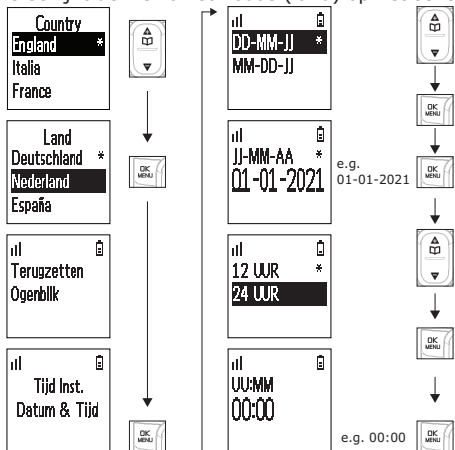 Country
England *
Italia
France
Land
Deutschland *
Nederland
España
Terugzetten
Ogenblik
Tijd Inst.
Datum & Tijd
OK
MENU
OK
MENU
DD-MM-JJ *
MM-DD-JJ
JJ-MM-AA *
01-01-2021
e.g.
01-01-2021
12 UUR *
24 UUR
UU:MM
00:00
e.g. 00:00
OK
MENU
OK
MENU
OK
MENU
OK
MENU